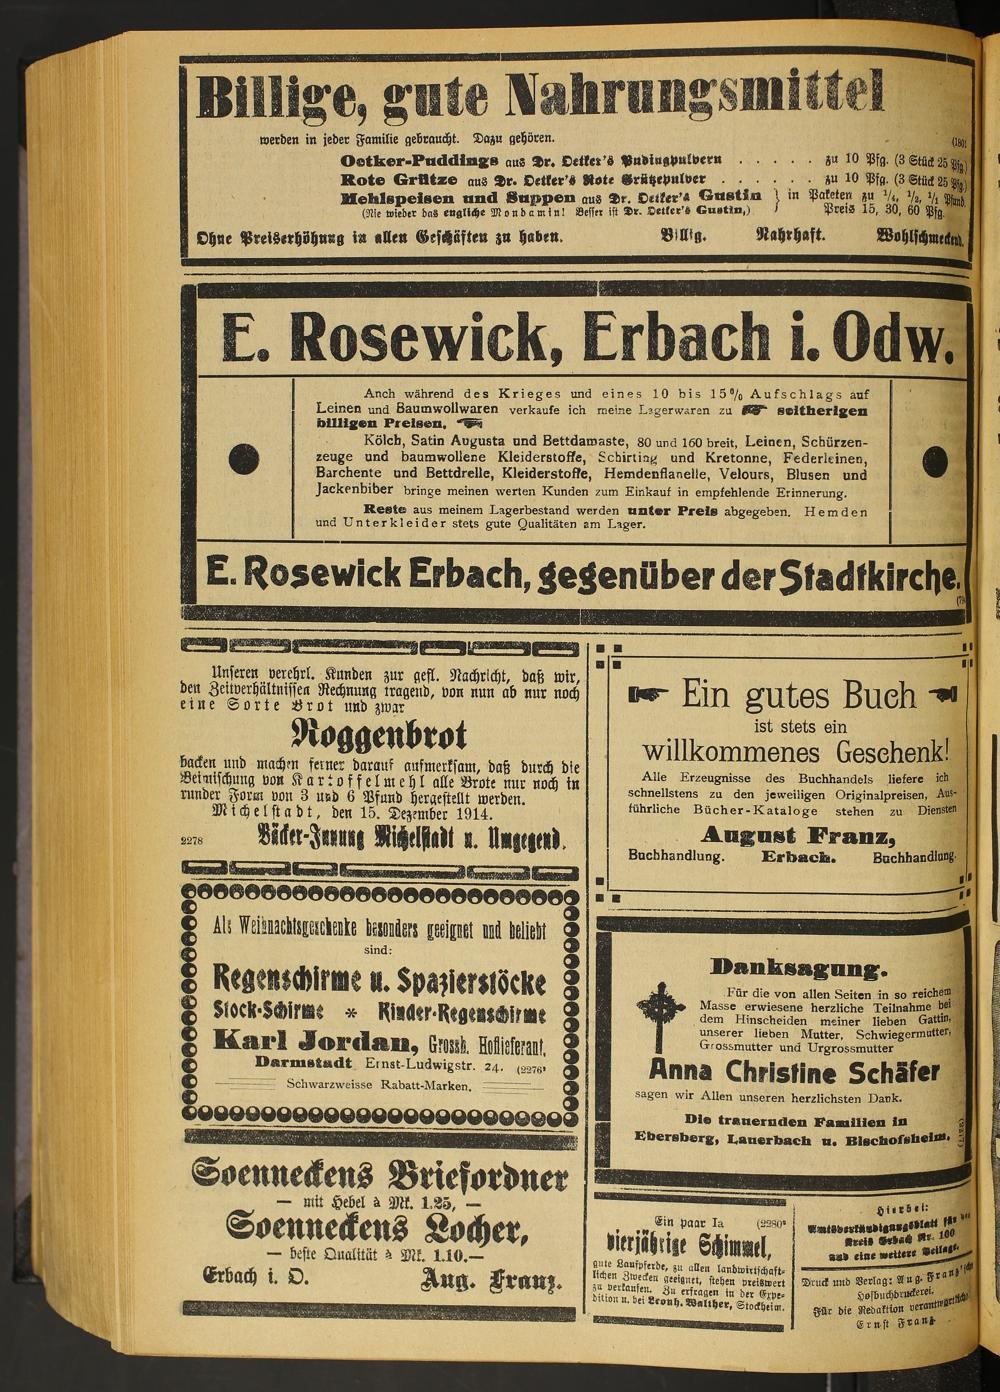 Billige, gute Nahrungsmittel
werden in jeder Familie gebraucht. Dazu gehören.
Oetker-Puddings aus Dr. Oetker's Pudingpulvern . . . . . zu 10 Pfg. (3 Stück 25 Pfg.)
Rote Grütze aus Dr. Oetker's Rote Grützepulver . . . . . . zu 10 Pfg. (3 Stück 25 Pfg.)
Mehlspeisen und Suppen aus Dr. Oetker's Gustin } in Paketen zu 1/4, 1/2, 1/1 Pfund.
(Nie wieder das engliche Mondamin! Besser ist Dr. Oetker's Gustin,) Preis 15, 30, 60 Pfg.
Ohne Preiserhöhung in allen Geschäften zu haben. Billig. Nahrhaft. Wohlschmeckend.
E. Rosewick, Erbach i. Odw.
Anch während des Krieges und eines 10 bis 15% Aufschlags auf
Leinen und Baumwollwaren verkaufe ich meine Lagerwaren zu seitherigen
billigen Preisen.
Kölch, Satin Augusta und Bettdamaste, 80 und 160 breit, Leinen, Schürzen-
zeuge und baumwollene Kleiderstoffe, Schirting und Kretonne, Federleinen,
Barchente und Bettdrelle, Kleiderstoffe, Hemdenflanelle, Velours, Blusen und
Jackenbiber bringe meinen werten Kunden zum Einkauf in empfehlende Erinnerung.
Reste aus meinem Lagerbestand werden unter Preis abgegeben. Hemden
und Unterkleider stets gute Qualitäten am Lager.
E. Rosewick Erbach, gegenüber der Stadtkirche.
Unseren verehrl. Kunden zur gefl. Nachricht, daß wir,
den Zeitverhältnissen Rechnung tragend, von nun ab nur noch
eine Sorte Brot und zwar
Roggenbrot
backen und machen ferner darauf aufmerksam, daß durch die
Beimischung von Kartoffelmehl alle Brote nur noch in
runder Form von 3 und 6 Pfund hergestellt werden.
Michelstadt, den 15. Dezember 1914.
2278 Bäcker-Innung Michelstadt u. Umgegend.
Als Weihnachtsgeschenke besonders geeignet und beliebt
sind:
Regenschirme u. Spazierstöcke
Stock-Schirme * Kinder-Regenschirme
Karl Jordan, Grossh. Hoflieferant,
Darmstadt Ernst-Ludwigstr. 24. (2276*
Schwarzweisse Rabatt-Marken.
Soenneckens Briefordner
— mit Hebel à Mk. 1.25, —
Soenneckens Locher,
— beste Qualität à Mk. 1.10.—
Erbach i. O. Aug. Franz.
Ein gutes Buch
ist stets ein
willkommenes Geschenk!
Alle Erzeugnisse des Buchhandels liefere ich
schnellstens zu den jeweiligen Originalpreisen, Aus-
führliche Bücher-Kataloge stehen zu Diensten
August Franz,
Buchhandlung. Erbach. Buchhandlung.
Danksagung.
Für die von allen Seiten in so reichem
Masse erwiesene herzliche Teilnahme bei
dem Hinscheiden meiner lieben Gattin,
unserer lieben Mutter, Schwiegermutter,
Grossmutter und Urgrossmutter
Anna Christine Schäfer
sagen wir Allen unseren herzlichsten Dank.
Die trauernden Familien in
Ebersberg, Lauerbach u. Bischofsheim.
Ein paar Ia (2280*
vierjährige Schimmel,
gute Laufpferde, zu allen landwirtschaft-
lichen Zwecken geeignet, stehen preiswert
zu verkaufen. Zu erfragen in der Expe-
dition u. bei Leonh. Walther, Stockheim.
Hierbei:
Amtsverkündigungsblatt für den
Kreis Erbach Nr. 100
und eine weitere Beilage.
Druck und Verlag: Aug. Franz'sche
Hofbuchdruckerei.
Für die Redaktion verantwortlich:
Ernst Franz